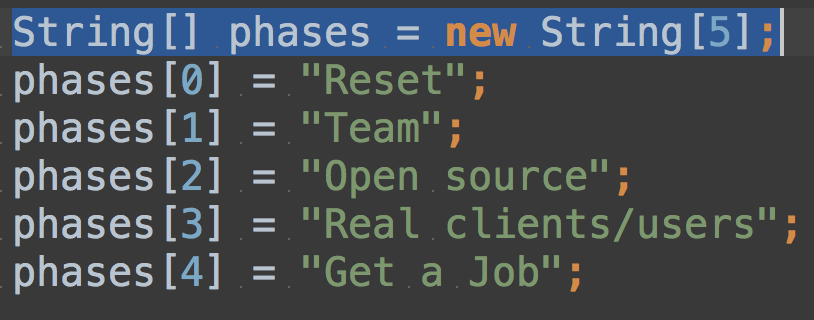 String[] phases = new String[5];
phases[0] = "Reset";
phases[1] = "Team";
phases[2] = "Open source";
phases[3] = "Real clients/users";
phases[4] = "Get a Job";